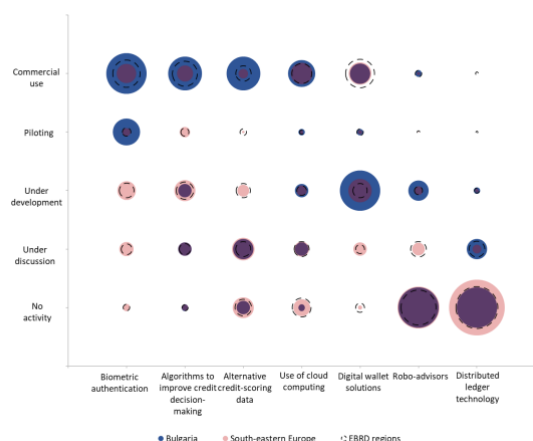 Commercial
use
Piloting
Under
development
Under
discussion
No
activity
Biometric
authentication
Algorithms to
improve credit
decision-
making
Alternative
credit-scoring
data
Use of cloud
computing
Digital wallet
solutions
Robo-advisors
Distributed
ledger
technology
Bulgaria
South-eastern Europe
EBRD regions